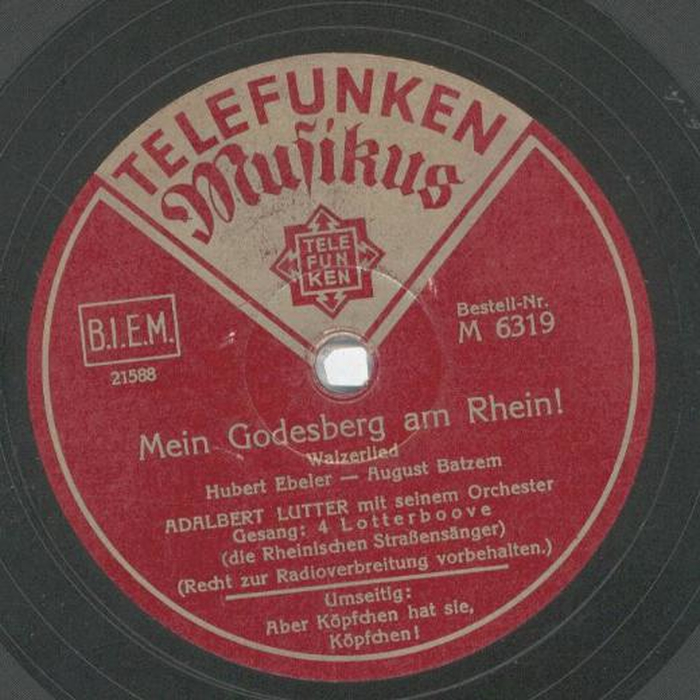 TELEFUNKEN
Musikus
TELE
FUN
KEN
B.I.E.M.
21588
Bestell-Nr.
M 6319
Mein Godesberg am Rhein!
Walzerlied
Hubert Ebeler — August Batzem
ADALBERT LUTTER mit seinem Orchester
Gesang: 4 Lotterboove
(die Rheinischen Straßensänger)
(Recht zur Radioverbreitung vorbehalten.)
Umseitig:
Aber Köpfchen hat sie,
Köpfchen!